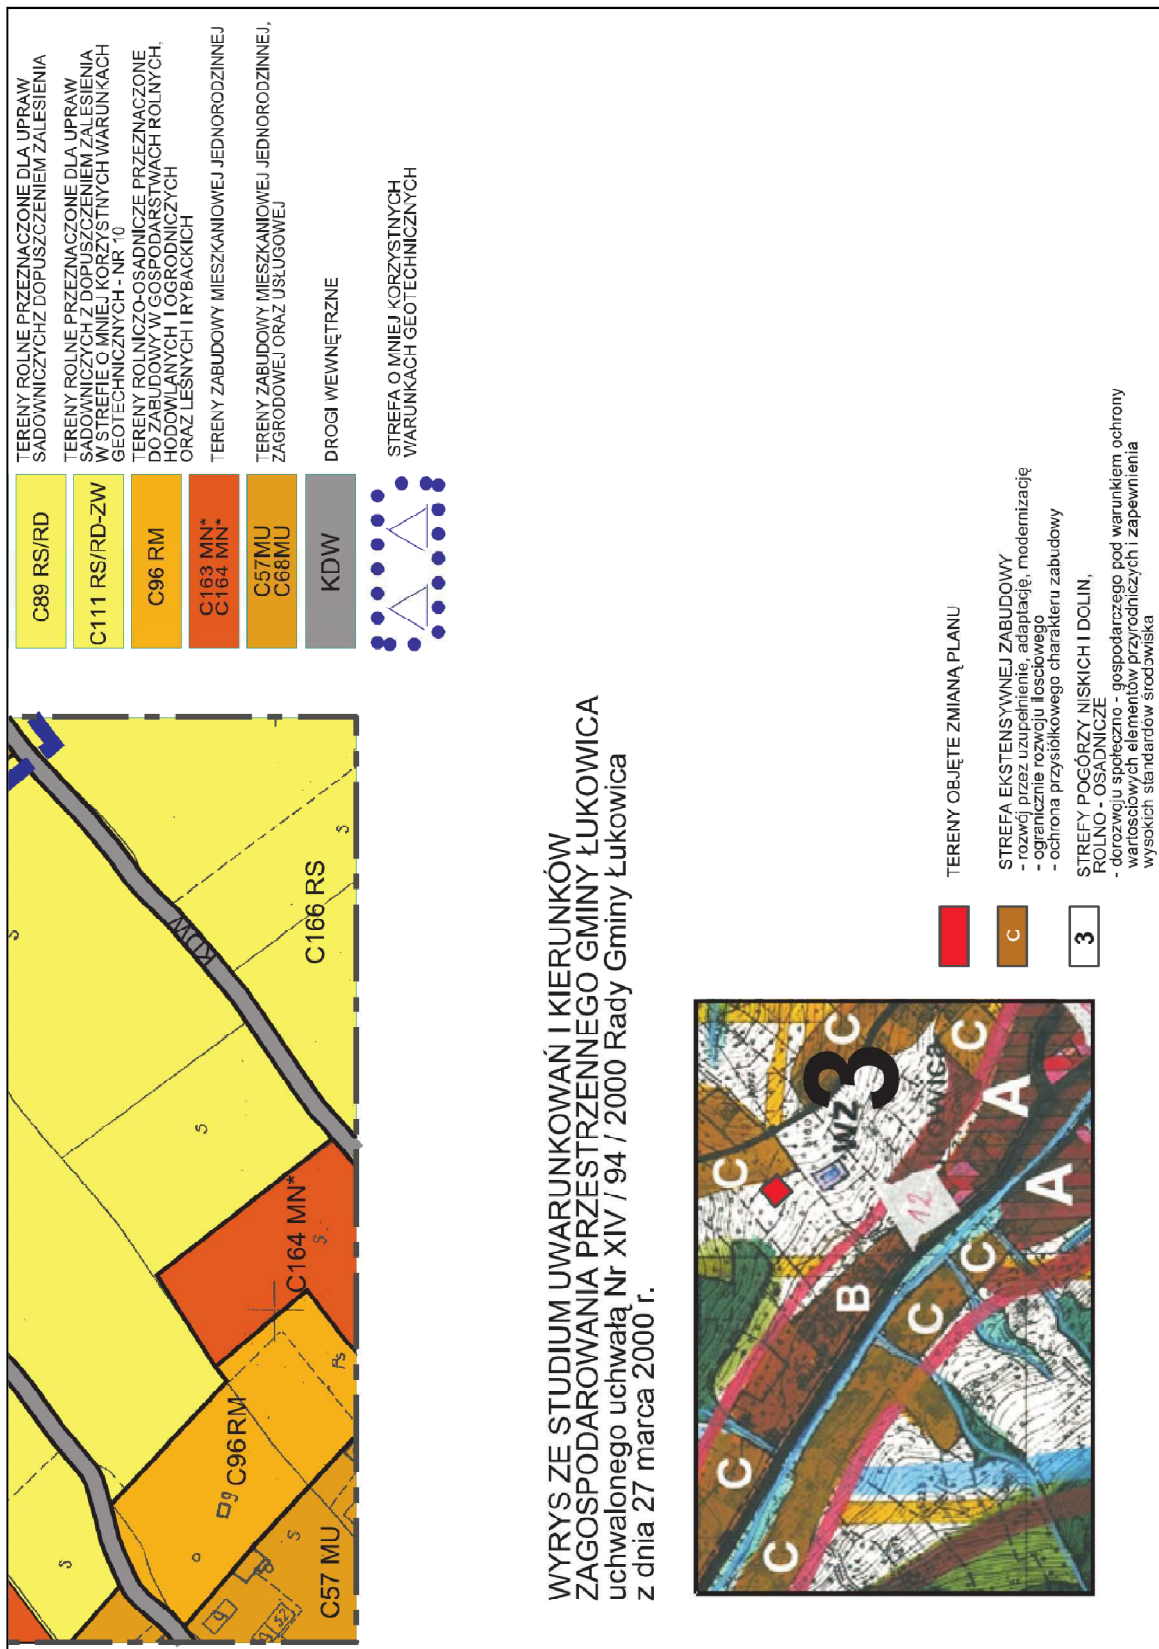 C89 RS/RD
TERENY ROLNE PRZEZNACZONE DLA UPRAW
SADOWNICZYCHZ DOPUSZCZENIEM ZALESIENIA
C111 RS/RD-ZW
TERENY ROLNE PRZEZNACZONE DLA UPRAW
SADOWNICZYCH Z DOPUSZCZENIEM ZALESIENIA
W STREFIE O MNIEJ KORZYSTNYCH WARUNKACH
GEOTECHNICZNYCH - NR 10
C96 RM
TERENY ROLNICZO-OSADNICZE PRZEZNACZONE
DO ZABUDOWY W GOSPODARSTWACH ROLNYCH,
HODOWLANYCH I OGRODNICZYCH
ORAZ LEŚNYCH I RYBACKICH
C163 MN*
C164 MN*
TERENY ZABUDOWY MIESZKANIOWEJ JEDNORODZINNEJ
C57MU
C68MU
TERENY ZABUDOWY MIESZKANIOWEJ JEDNORODZINNEJ,
ZAGRODOWEJ ORAZ USŁUGOWEJ
KDW
DROGI WEWNĘTRZNE
STREFA O MNIEJ KORZYSTNYCH
WARUNKACH GEOTECHNICZNYCH
S
S
S
S
KDW
C166 RS
C164 MN*
S
Ps
C96RM
g
S
C57 MU
WYRYS ZE STUDIUM UWARUNKOWAŃ I KIERUNKÓW
ZAGOSPODAROWANIA PRZESTRZENNEGO GMINY ŁUKOWICA
uchwalonego uchwałą Nr XIV / 94 / 2000 Rady Gminy Łukowica
z dnia 27 marca 2000 r.
C
C
3
WZ
C
OWICA
12
A
A
B
C
C
C
C
TERENY OBJĘTE ZMIANĄ PLANU
C
STREFA EKSTENSYWNEJ ZABUDOWY
- rozwój przez uzupełnienie, adaptację, modernizację
- ogranicznie rozwoju ilościowego
- ochrona przysiółkowego charakteru zabudowy
3
STREFY POGÓRZY NISKICH I DOLIN,
ROLNO - OSADNICZE
- dorozwoju społeczno - gospodarczego pod warunkiem ochrony
wartościowych elementów przyrodniczych i zapewnienia
wysokich standardów środowiska